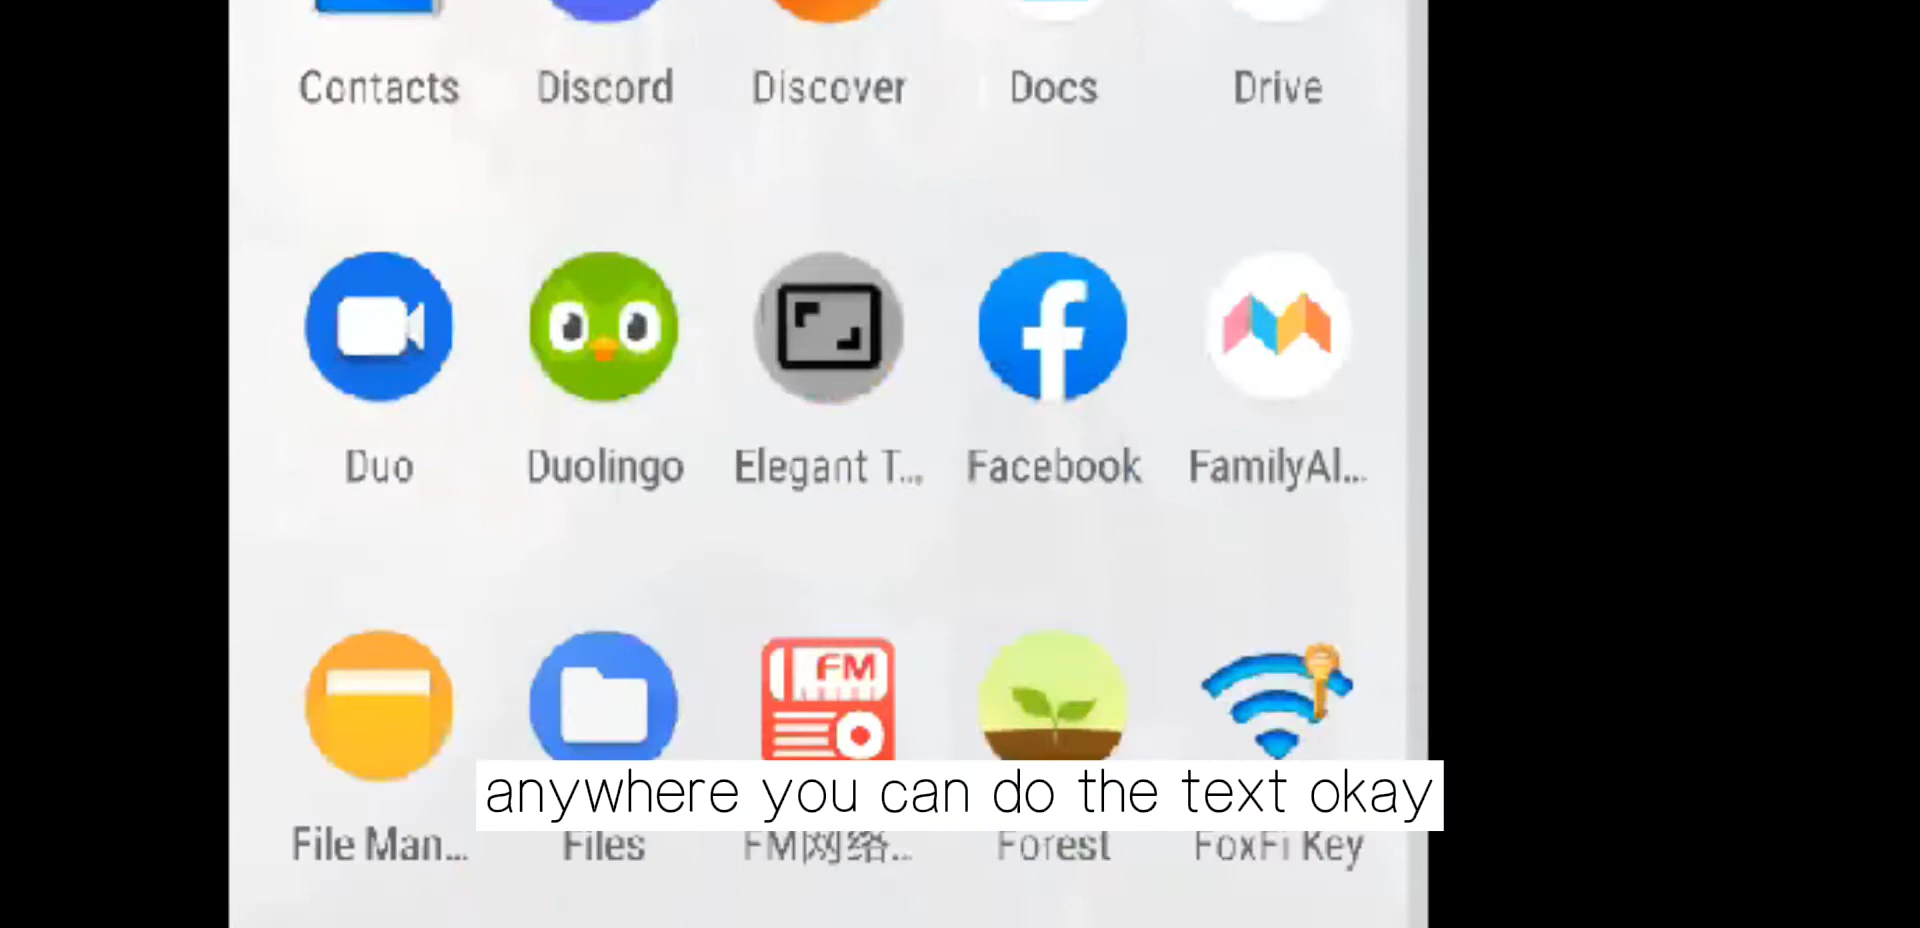 Contacts Discord Discover Docs Drive
Duo Duolingo Elegant T... Facebook FamilyAl...
FM
anywhere you can do the text okay
File Man... Files FM网络... Forest FoxFi Key